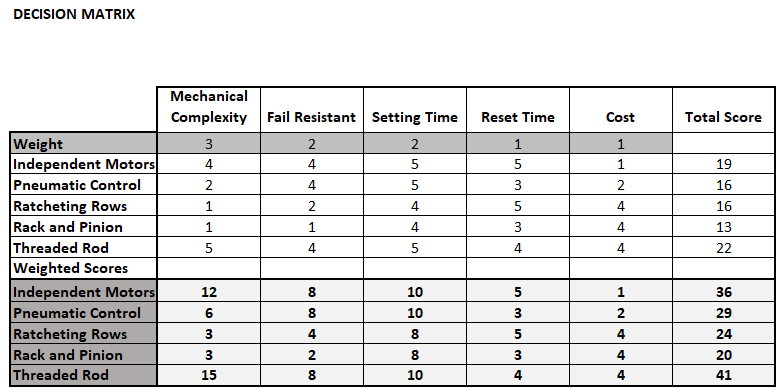 DECISION MATRIX
Mechanical Complexity Fail Resistant Setting Time Reset Time Cost Total Score
Weight 3 2 2 1 1
Independent Motors 4 4 5 5 1 19
Pneumatic Control 2 4 5 3 2 16
Ratcheting Rows 1 2 4 5 4 16
Rack and Pinion 1 1 4 3 4 13
Threaded Rod 5 4 5 4 4 22
Weighted Scores
Independent Motors 12 8 10 5 1 36
Pneumatic Control 6 8 10 3 2 29
Ratcheting Rows 3 4 8 5 4 24
Rack and Pinion 3 2 8 3 4 20
Threaded Rod 15 8 10 4 4 41